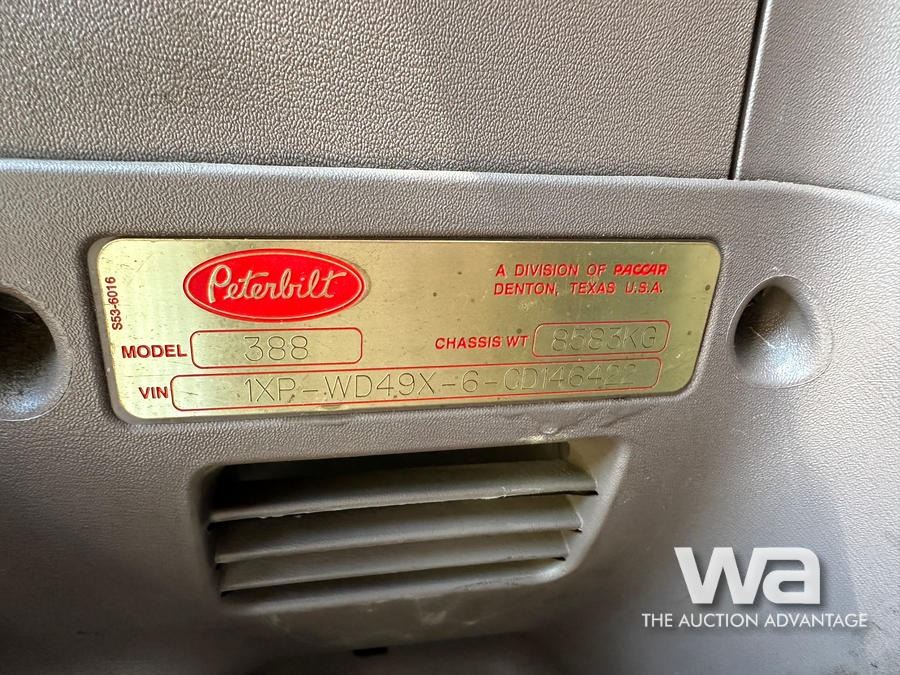 S53-6016
Peterbilt
A DIVISION OF PACCAR
DENTON, TEXAS U.S.A.
MODEL 388
CHASSIS WT 8583KG
VIN 1XP-WD49X-6-CD146422
wa
THE AUCTION ADVANTAGE